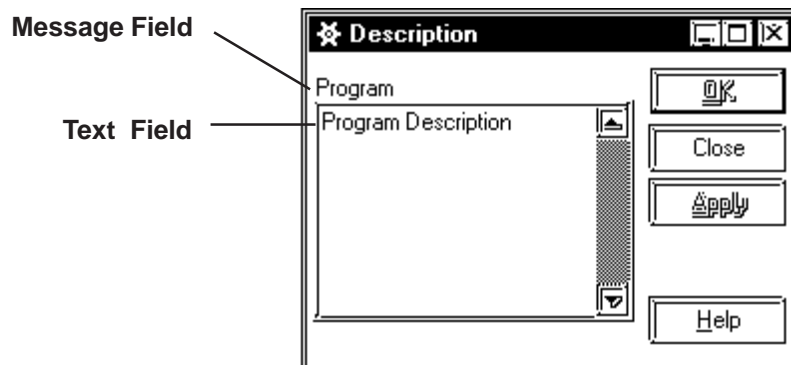 Message Field
Description
Program
OK
Text Field
Program Description
Close
Apply
Help